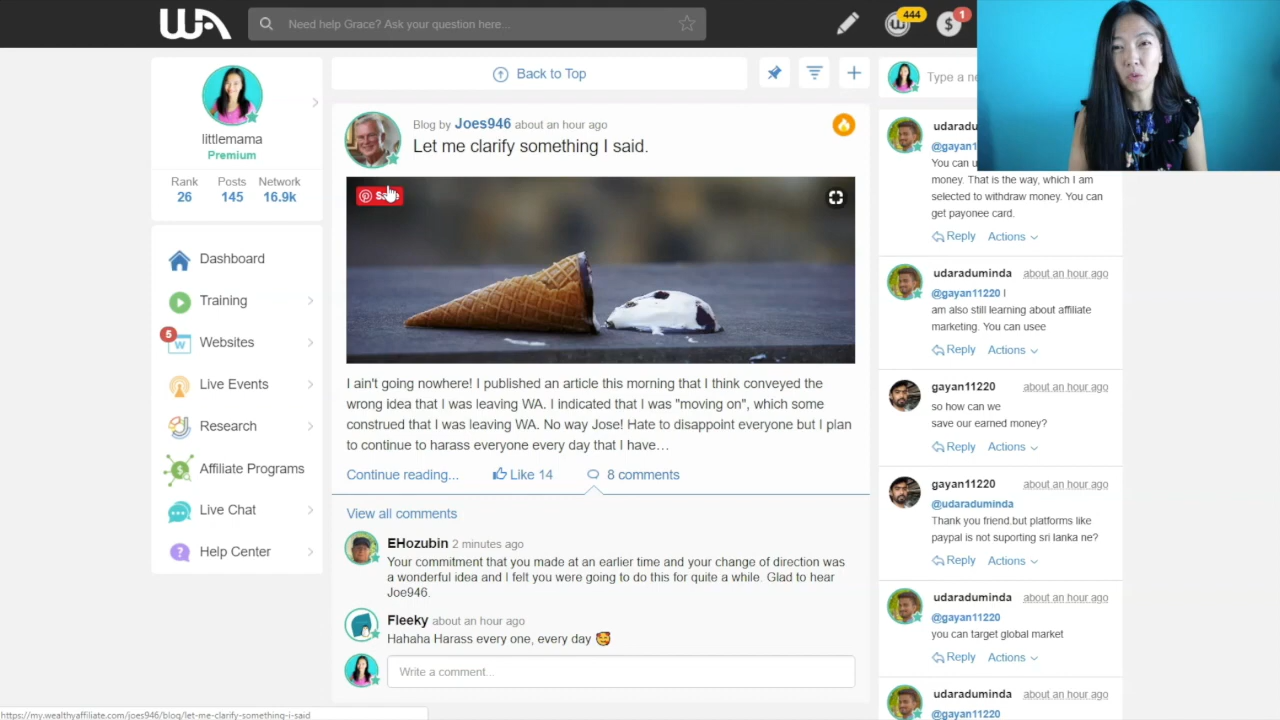 WA
Need help Grace? Ask your question here...
444
1
$
littlemama
Premium
Rank
Posts
Network
26
145
16.9k
Dashboard
Training
5
W
Websites
Live Events
Research
Affiliate Programs
Live Chat
Help Center
Back to Top
Blog by Joes946 about an hour ago
Let me clarify something I said.
I ain't going nowhere! I published an article this morning that I think conveyed the
wrong idea that I was leaving WA. I indicated that I was "moving on", which some
construed that I was leaving WA. No way Jose! Hate to disappoint everyone but I plan
to continue to harass everyone every day that I have…
Continue reading...
Like 14
8 comments
View all comments
EHozubin 2 minutes ago
Your commitment that you made at an earlier time and your change of direction was
a wonderful idea and I felt you were going to do this for quite a while. Glad to hear
Joe946.
Fleeky about an hour ago
Hahaha Harass every one, every day
Write a comment...
Type a
@gayan1
You can u
money. That is the way, which I am
selected to withdraw money. You can
get payonee card.
Reply Actions
udaraduminda about an hour ago
@gayan11220 I
am also still learning about affiliate
marketing. You can usee
Reply Actions
gayan11220 about an hour ago
so how can we
save our earned money?
Reply Actions
gayan11220 about an hour ago
@udaraduminda
Thank you friend.but platforms like
paypal is not suporting sri lanka ne?
Reply Actions
udaraduminda about an hour ago
@gayan11220
you can target global market
Reply Actions
udaraduminda about an hour ago
@gayan11220
https://my.wealthyaffiliate.com/joes946/blog/let-me-clarify-something-i-said